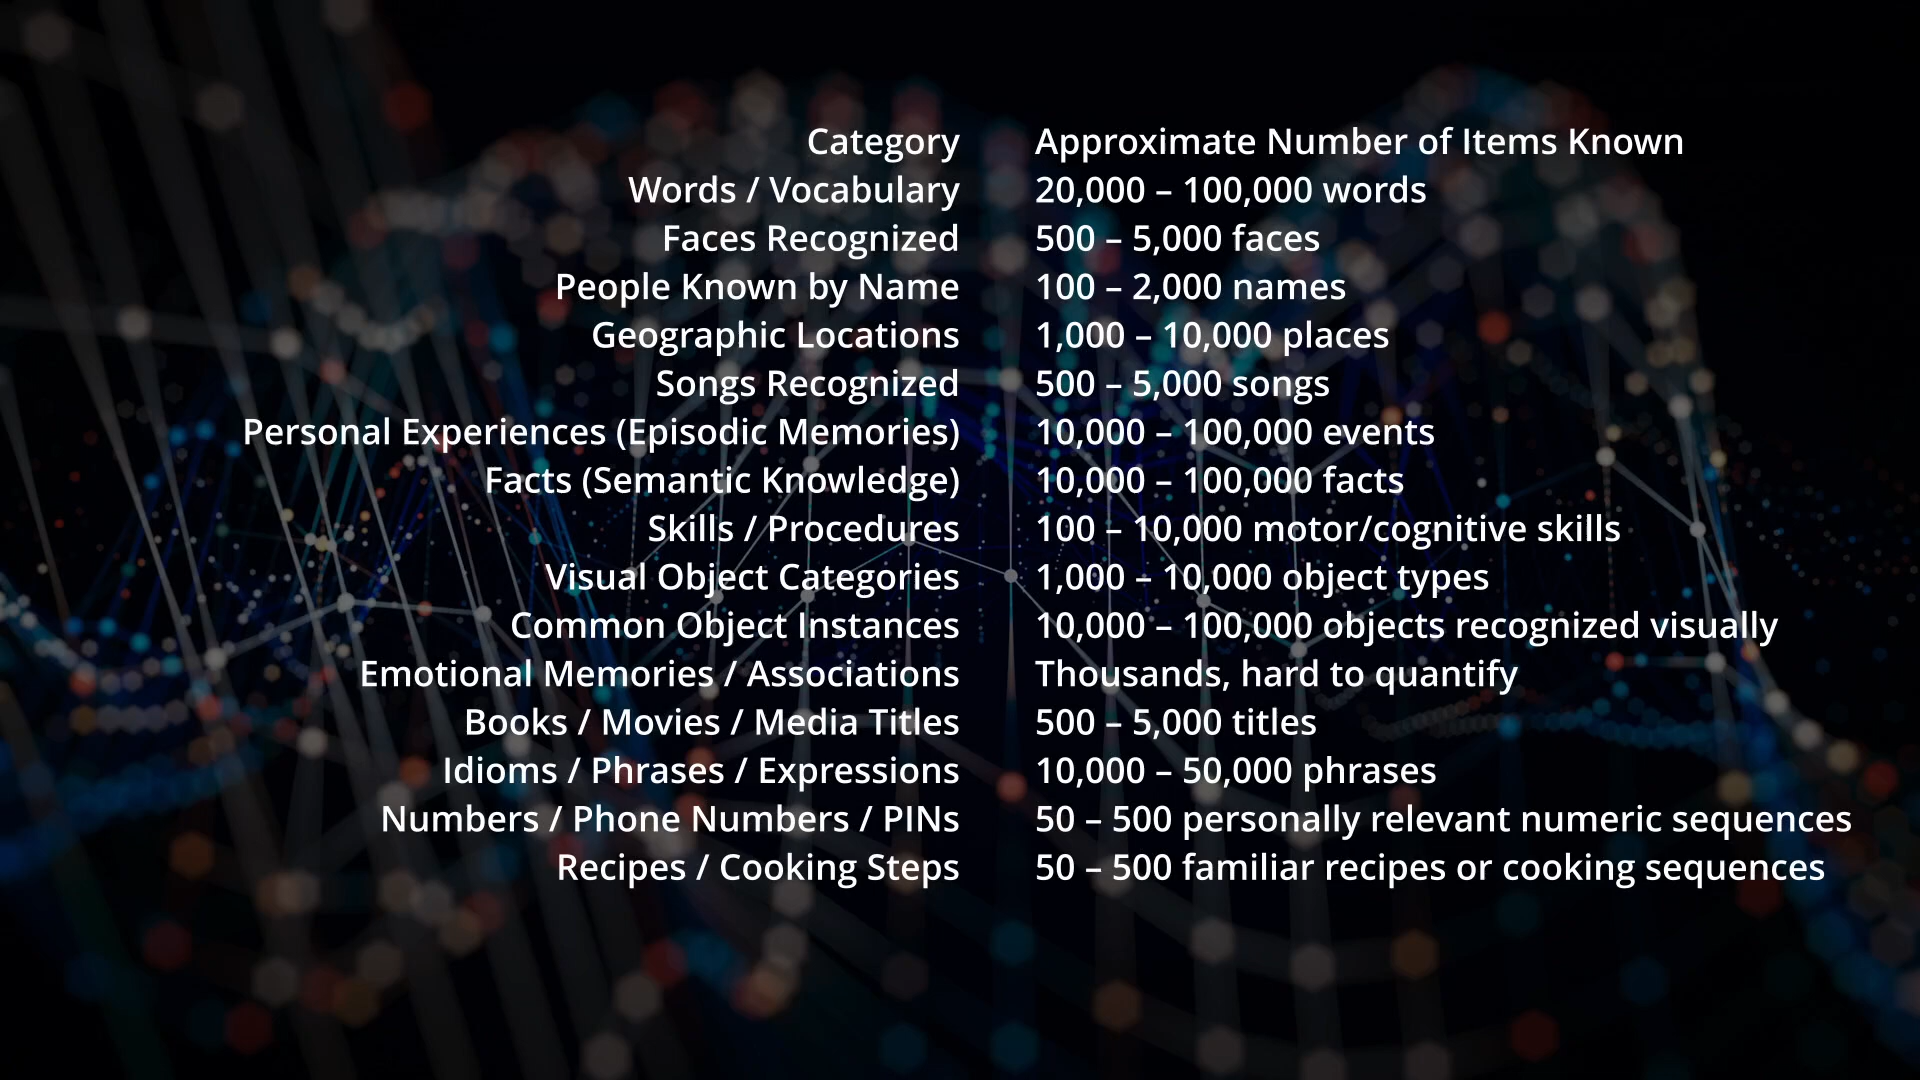 Category Approximate Number of Items Known
Words / Vocabulary 20,000 – 100,000 words
Faces Recognized 500 – 5,000 faces
People Known by Name 100 – 2,000 names
Geographic Locations 1,000 – 10,000 places
Songs Recognized 500 – 5,000 songs
Personal Experiences (Episodic Memories) 10,000 – 100,000 events
Facts (Semantic Knowledge) 10,000 – 100,000 facts
Skills / Procedures 100 – 10,000 motor/cognitive skills
Visual Object Categories 1,000 – 10,000 object types
Common Object Instances 10,000 – 100,000 objects recognized visually
Emotional Memories / Associations Thousands, hard to quantify
Books / Movies / Media Titles 500 – 5,000 titles
Idioms / Phrases / Expressions 10,000 – 50,000 phrases
Numbers / Phone Numbers / PINs 50 – 500 personally relevant numeric sequences
Recipes / Cooking Steps 50 – 500 familiar recipes or cooking sequences